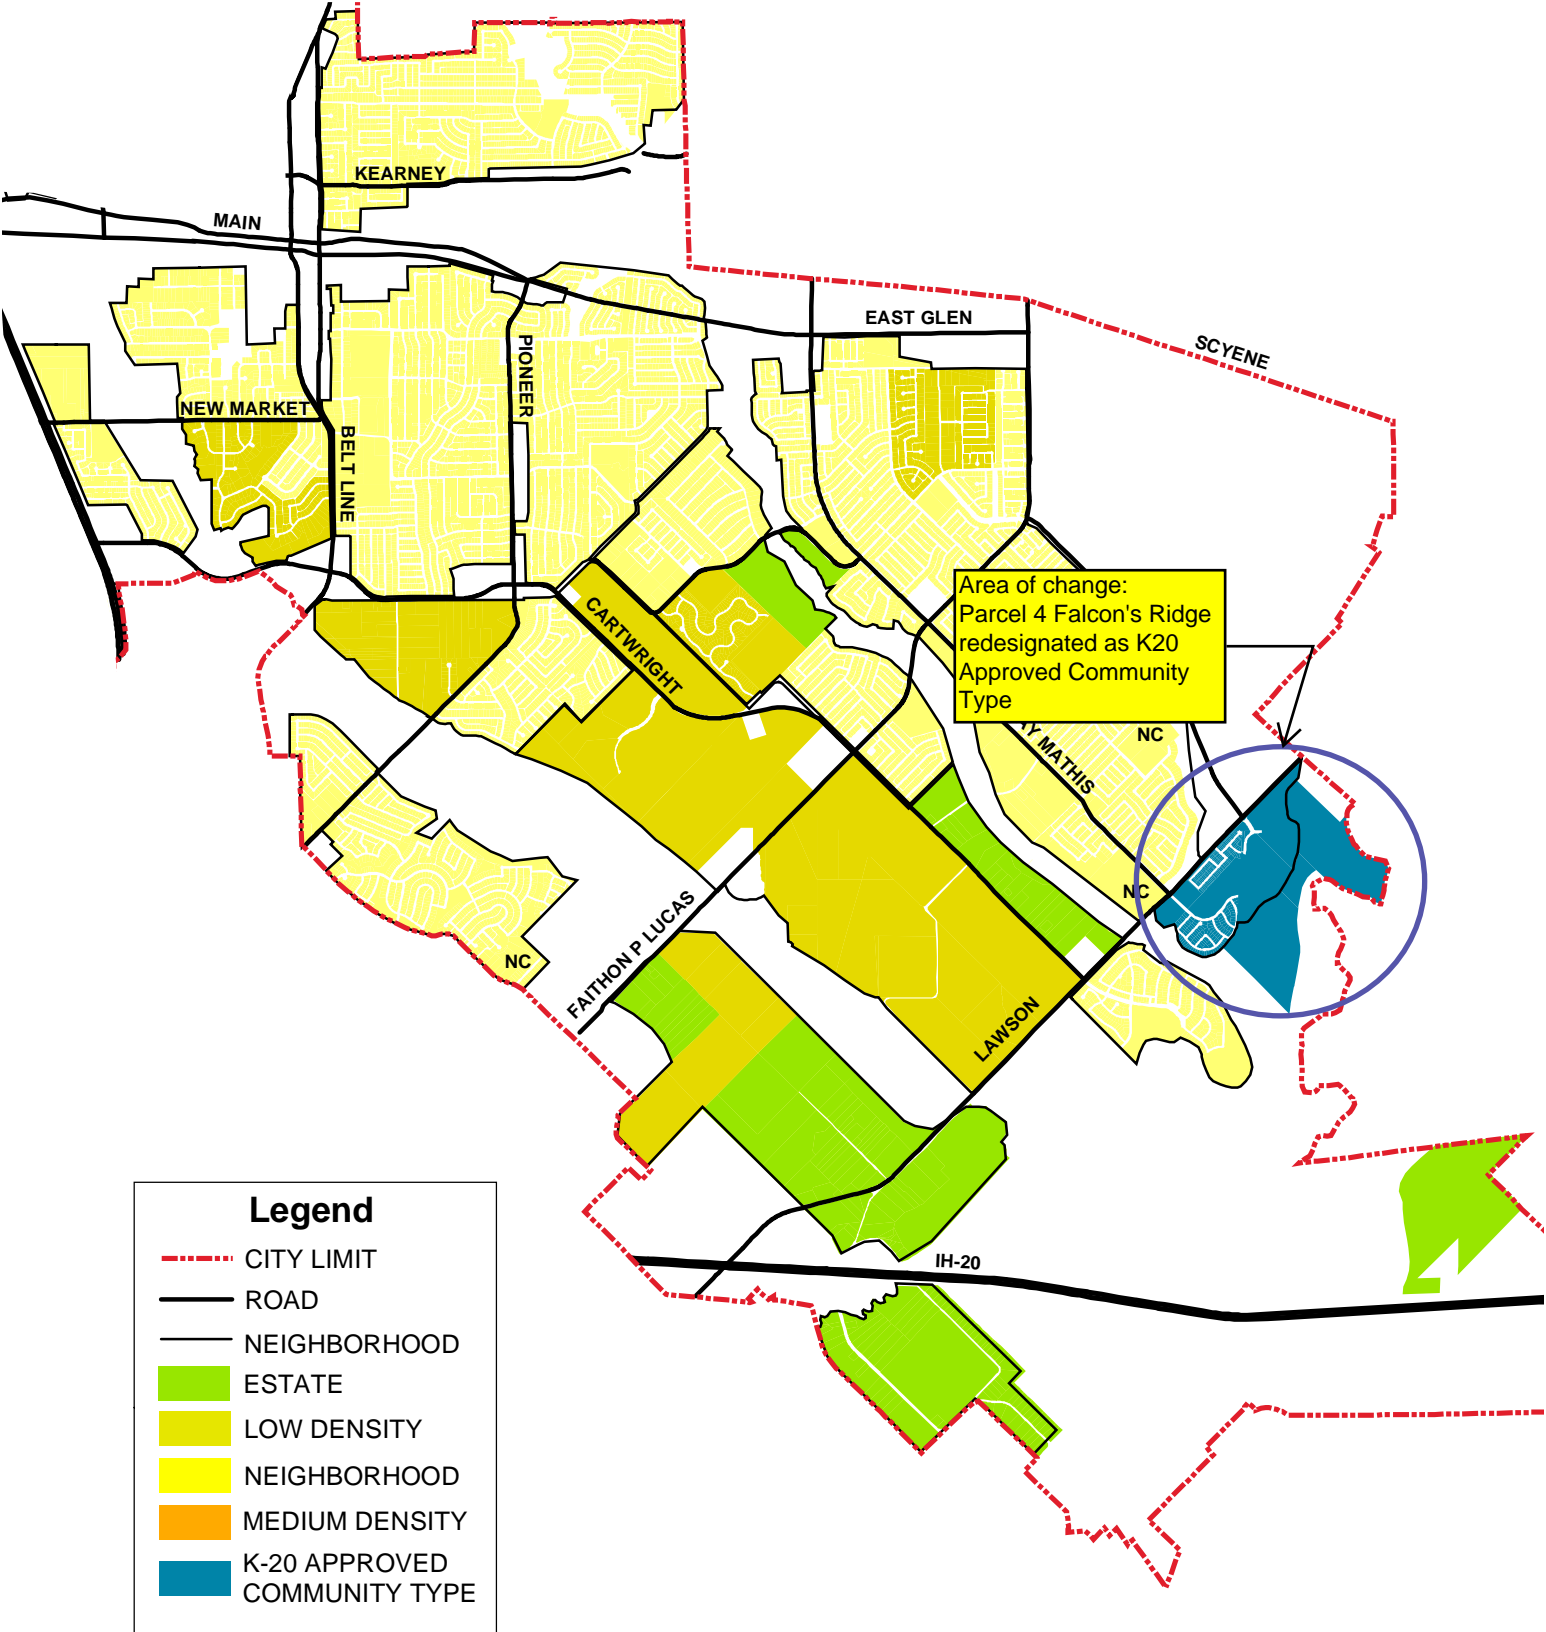 KEARNEY
MAIN
EAST GLEN
SCYENE
PIONEER
NEW MARKET
BELT LINE
Area of change:
Parcel 4 Falcon's Ridge
redesignated as K20
Approved Community
Type
CARTWRIGHT
NC
AY MATHIS
NC
FAITHON P LUCAS
NC
LAWSON
IH-20
Legend
CITY LIMIT
ROAD
NEIGHBORHOOD
ESTATE
LOW DENSITY
NEIGHBORHOOD
MEDIUM DENSITY
K-20 APPROVED
COMMUNITY TYPE